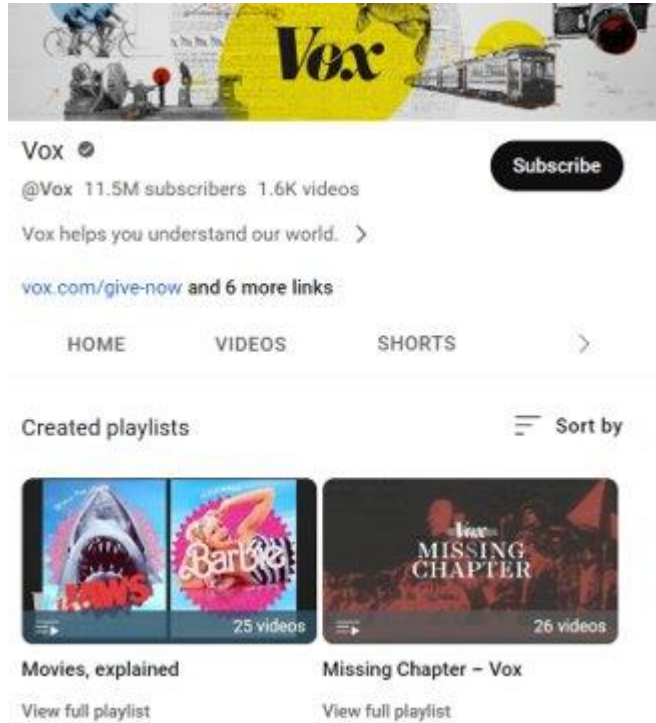 Vox
Vox
Subscribe
@Vox 11.5M subscribers 1.6K videos
Vox helps you understand our world. >
vox.com/give-now and 6 more links
HOME VIDEOS SHORTS >
Created playlists Sort by
JAWS
Barbie
25 videos
Vox
MISSING
CHAPTER
26 videos
Movies, explained
Missing Chapter – Vox
View full playlist
View full playlist